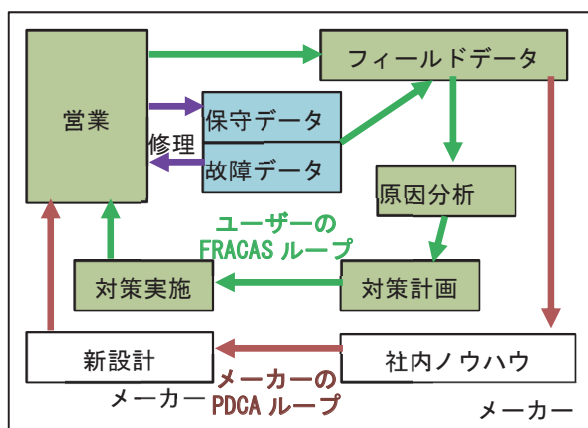 フィールドデータ
営業
保守データ
修理
故障データ
原因分析
ユーザーの
FRACAS ループ
対策実施
対策計画
新設計
社内ノウハウ
メーカー
メーカーの
PDCA ループ
メーカー